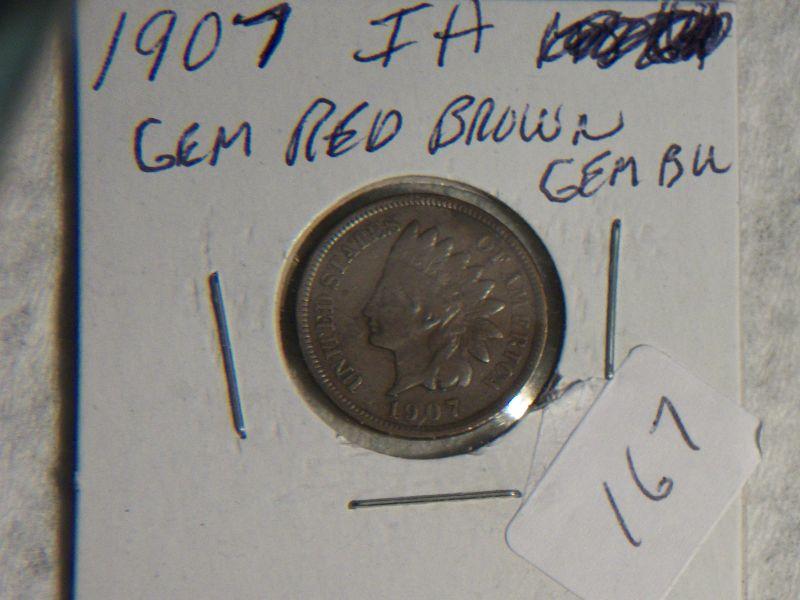 1907 IH
GEM RED BROWN
GEM BU
UNITED STATES OF AMERICA
1907
167